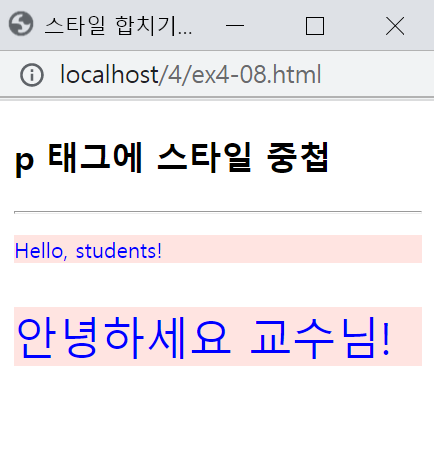 스타일 합치기...
localhost/4/ex4-08.html
p 태그에 스타일 중첩
Hello, students!
안녕하세요 교수님!